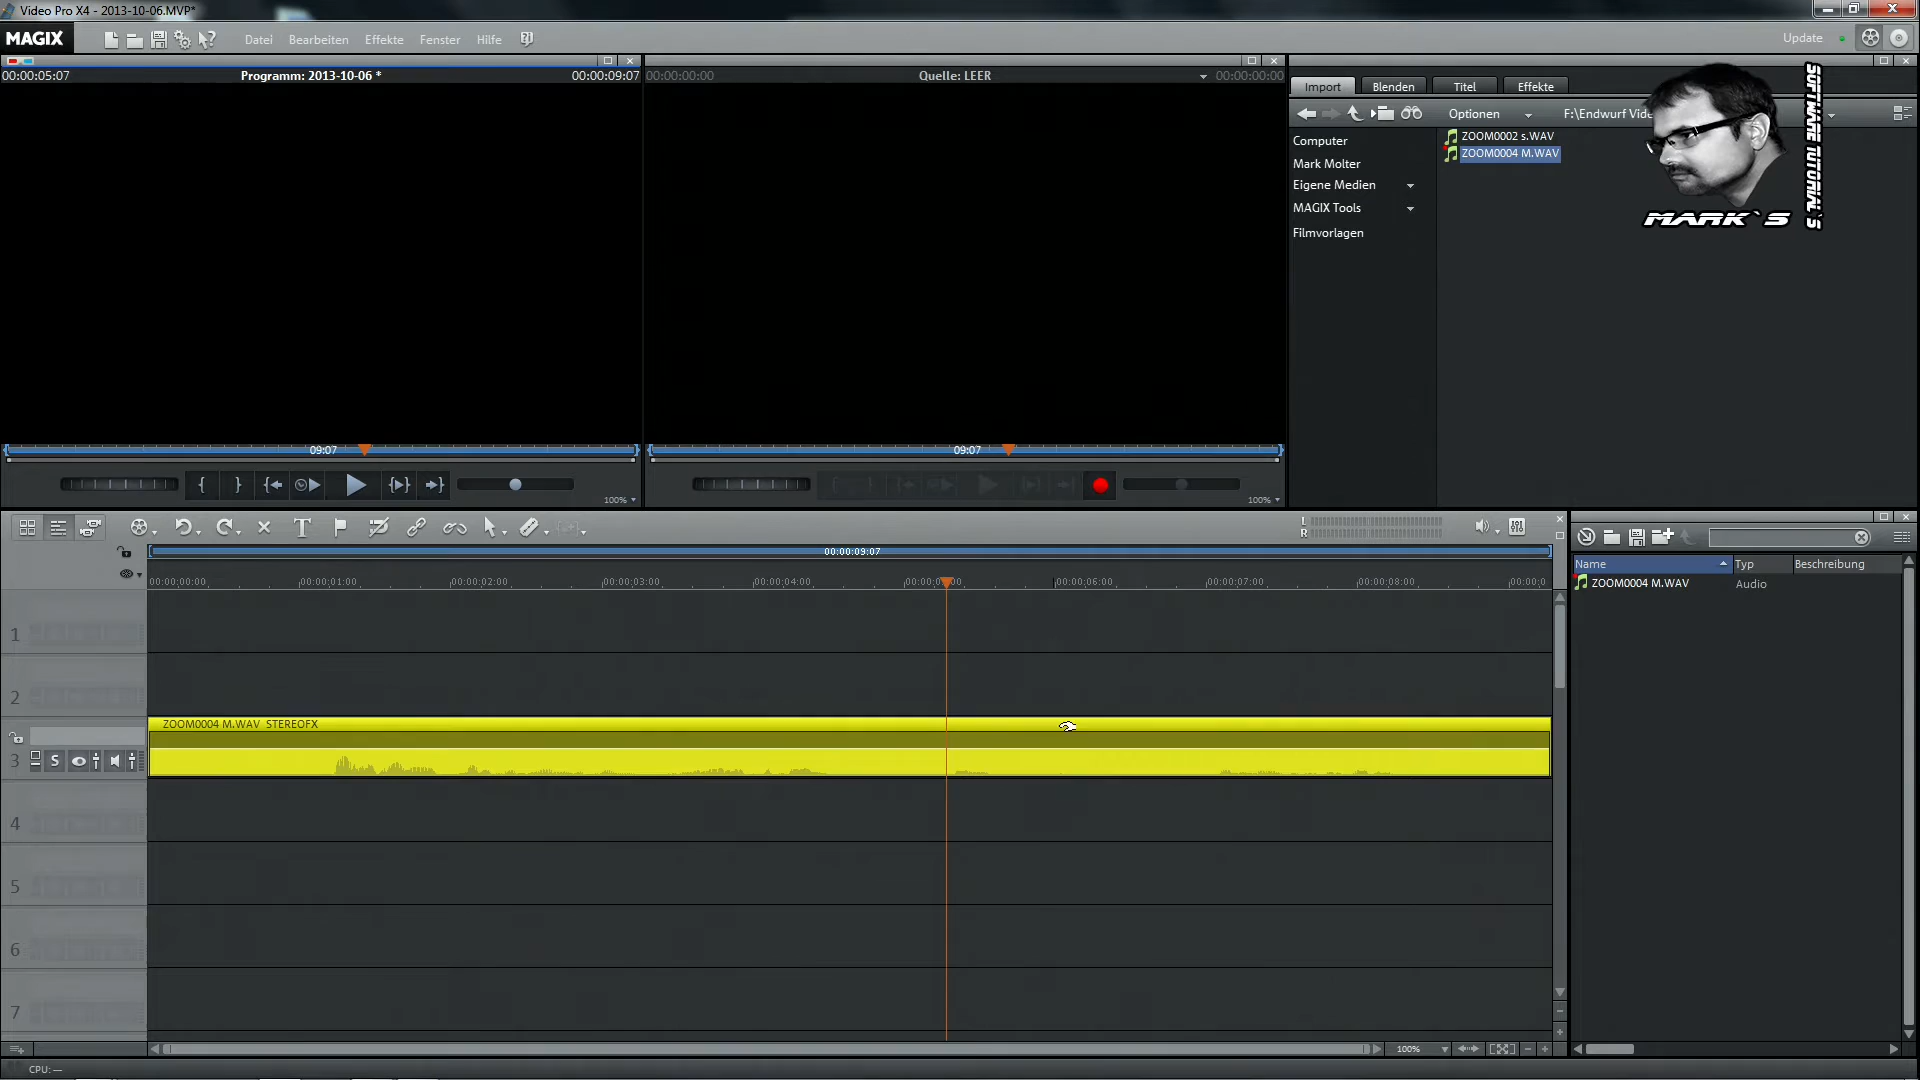 Video Pro X4 - 2013-10-06.MVP*
MAGIX
Datei Bearbeiten Effekte Fenster Hilfe
Update
00:00:05:07 Programm: 2013-10-06 * 00:00:09:07
00:00:00:00 Quelle: LEER 00:00:00:00
Import Blenden Titel Effekte
Optionen F:\Endwurf Vide
Computer
Mark Molter
Eigene Medien
MAGIX Tools
Filmvorlagen
ZOOM0002 s.WAV
ZOOM0004 M.WAV
SOFTWARE TUTORIAL`S
MARK`S
09:07
09:07
100%
100%
L
R
00:00:09:07
00:00:00:00 00:00:01:00 00:00:02:00 00:00:03:00 00:00:04:00 00:00:06:00 00:00:07:00 00:00:08:00 00:00:0
1
2
ZOOM0004 M.WAV STEREOFX
3 S
4
5
6
7
100%
Name Typ Beschreibung
ZOOM0004 M.WAV Audio
CPU: —